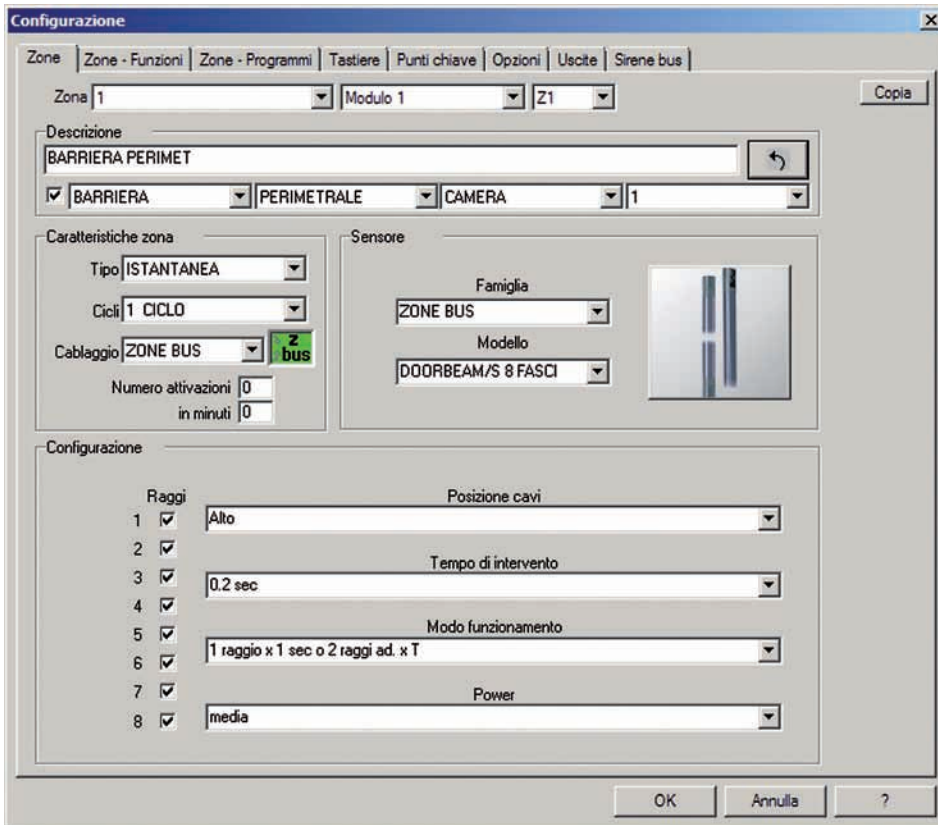 Configurazione
Zone Zone - Funzioni Zone - Programmi Tastiere Punti chiave Opzioni Uscite Sirene bus
Zona 1 Modulo 1 Z1 Copia
Descrizione
BARRIERA PERIMET
BARRIERA PERIMETRALE CAMERA 1
Caratteristiche zona
Tipo ISTANTANEA
Cicli 1 CICLO
Cablaggio ZONE BUS z bus
Numero attivazioni 0
in minuti 0
Sensore
Famiglia
ZONE BUS
Modello
DOORBEAM/S 8 FASCI
Configurazione
Raggi
1
2
3
4
5
6
7
8
Posizione cavi
Alto
Tempo di intervento
0.2 sec
Modo funzionamento
1 raggio x 1 sec o 2 raggi ad. x T
Power
media
OK Annulla ?